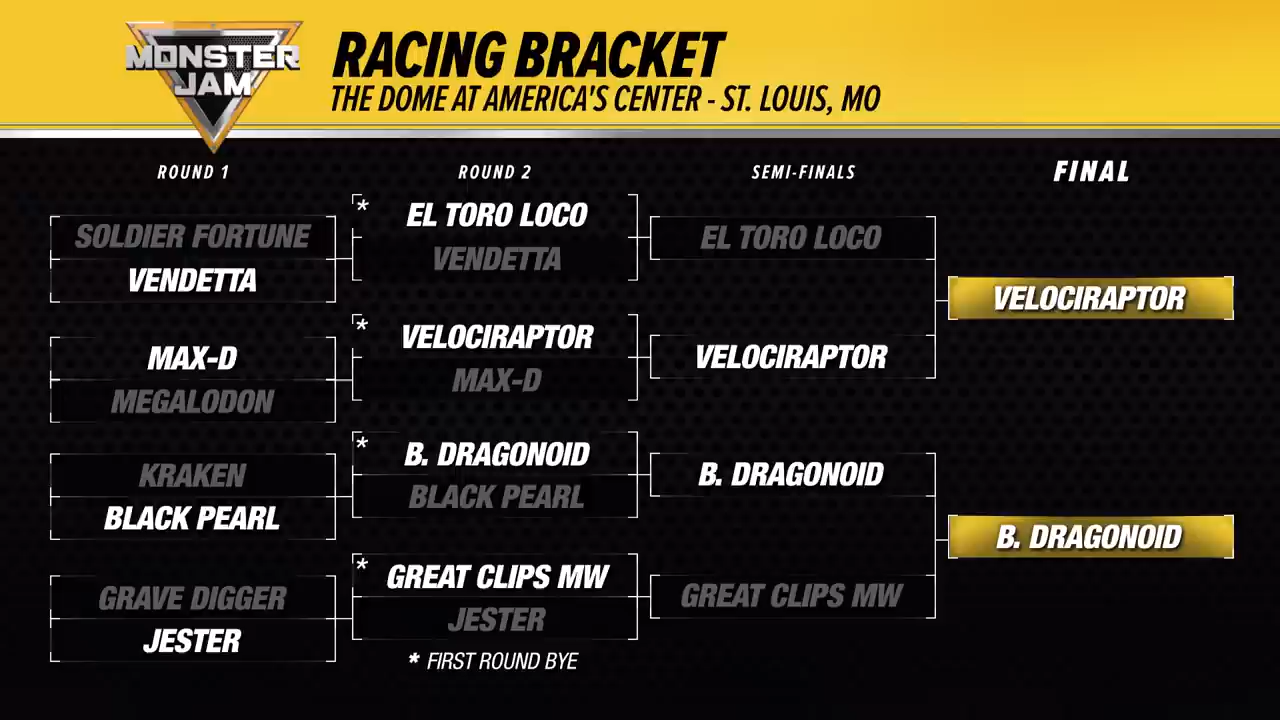 MONSTER
JAM
RACING BRACKET
THE DOME AT AMERICA'S CENTER - ST. LOUIS, MO
ROUND 1
SOLDIER FORTUNE
VENDETTA
MAX-D
MEGALODON
KRAKEN
BLACK PEARL
GRAVE DIGGER
JESTER
ROUND 2
* EL TORO LOCO
VENDETTA
* VELOCIRAPTOR
MAX-D
* B. DRAGONOID
BLACK PEARL
* GREAT CLIPS MW
JESTER
* FIRST ROUND BYE
SEMI-FINALS
EL TORO LOCO
VELOCIRAPTOR
B. DRAGONOID
GREAT CLIPS MW
FINAL
VELOCIRAPTOR
B. DRAGONOID